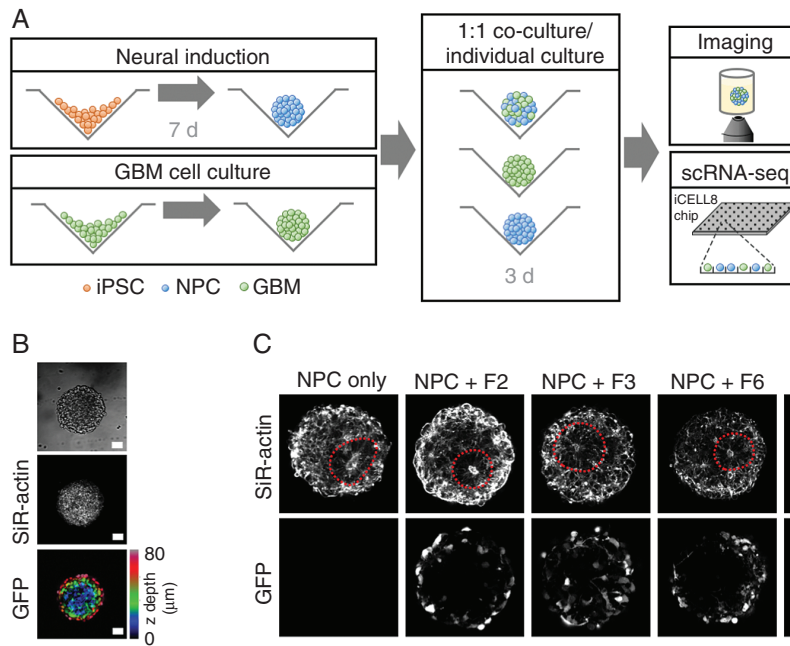 A
Neural induction
7 d
GBM cell culture
iPSC
NPC
GBM
1:1 co-culture/
individual culture
3 d
Imaging
scRNA-seq
iCELL8
chip
B
SiR-actin
GFP
80
z depth
(μm)
0
C
NPC only
NPC + F2
NPC + F3
NPC + F6
SiR-actin
GFP